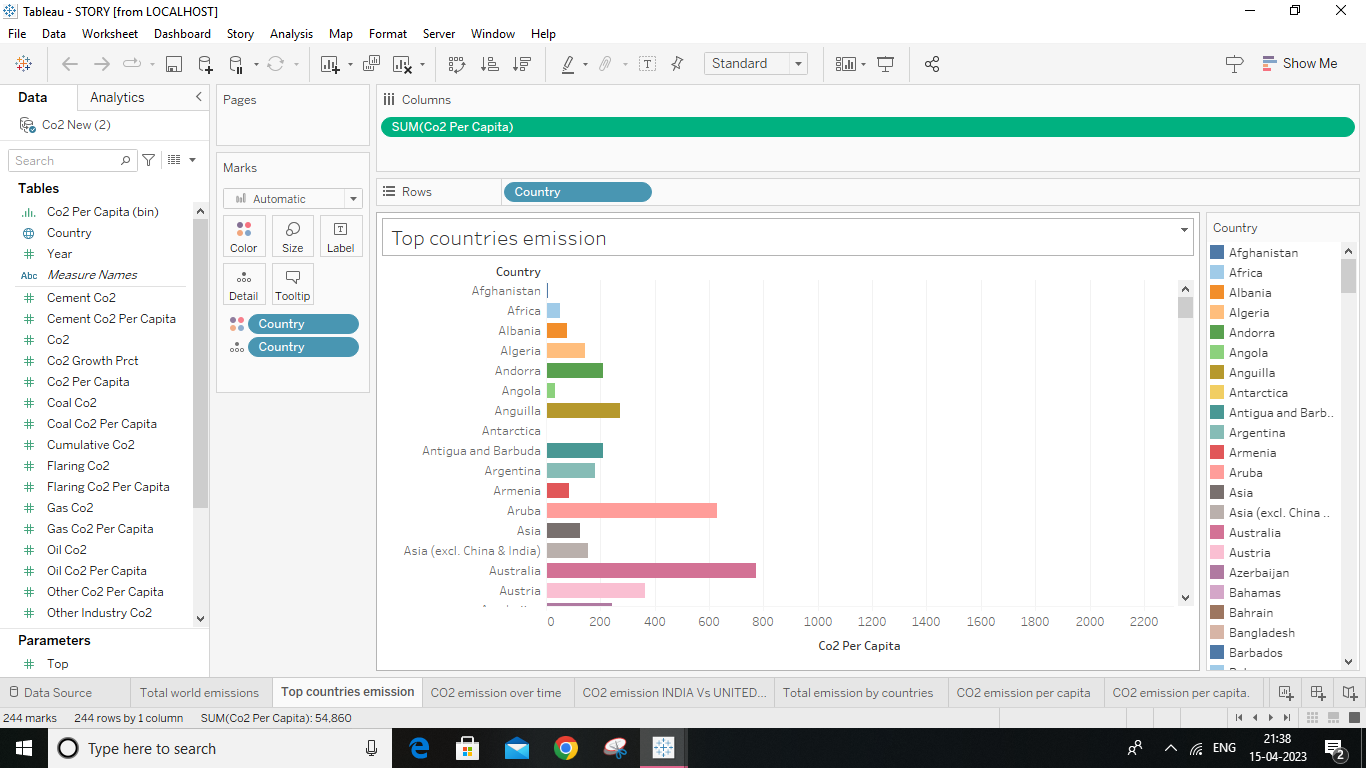 Tableau - STORY [from LOCALHOST]
File Data Worksheet Dashboard Story Analysis Map Format Server Window Help
Standard
Show Me
Data Analytics
Co2 New (2)
Search
Tables
Co2 Per Capita (bin)
Country
Year
Abc Measure Names
Cement Co2
Cement Co2 Per Capita
Co2
Co2 Growth Prct
Co2 Per Capita
Coal Co2
Coal Co2 Per Capita
Cumulative Co2
Flaring Co2
Flaring Co2 Per Capita
Gas Co2
Gas Co2 Per Capita
Oil Co2
Oil Co2 Per Capita
Other Co2 Per Capita
Other Industry Co2
Parameters
Top
Pages
Marks
Automatic
Color Size Label
Detail Tooltip
Country
Country
Columns
SUM(Co2 Per Capita)
Rows Country
Top countries emission
Country
Afghanistan
Africa
Albania
Algeria
Andorra
Angola
Anguilla
Antarctica
Antigua and Barbuda
Argentina
Armenia
Aruba
Asia
Asia (excl. China & India)
Australia
Austria
0 200 400 600 800 1000 1200 1400 1600 1800 2000 2200
Co2 Per Capita
Country
Afghanistan
Africa
Albania
Algeria
Andorra
Angola
Anguilla
Antarctica
Antigua and Barb..
Argentina
Armenia
Aruba
Asia
Asia (excl. China ..
Australia
Austria
Azerbaijan
Bahamas
Bahrain
Bangladesh
Barbados
Data Source Total world emissions Top countries emission CO2 emission over time CO2 emission INDIA Vs UNITED... Total emission by countries CO2 emission per capita CO2 emission per capita.
244 marks 244 rows by 1 column SUM(Co2 Per Capita): 54,860
Type here to search
ENG
21:38
15-04-2023
2